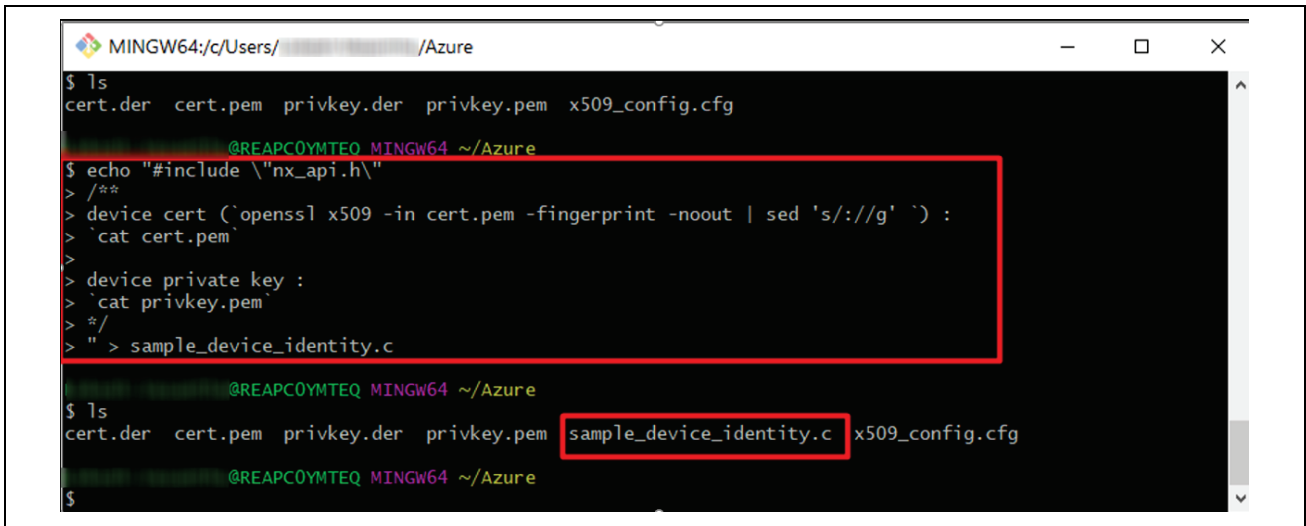 MINGW64:/c/Users/ /Azure
$ ls
cert.der cert.pem privkey.der privkey.pem x509_config.cfg
@REAPC0YMTEQ MINGW64 ~/Azure
$ echo "#include \"nx_api.h\"
> /**
> device cert (`openssl x509 -in cert.pem -fingerprint -noout | sed 's/://g' `) :
> `cat cert.pem`
>
> device private key :
> `cat privkey.pem`
> */
> " > sample_device_identity.c
@REAPC0YMTEQ MINGW64 ~/Azure
$ ls
cert.der cert.pem privkey.der privkey.pem sample_device_identity.c x509_config.cfg
@REAPC0YMTEQ MINGW64 ~/Azure
$